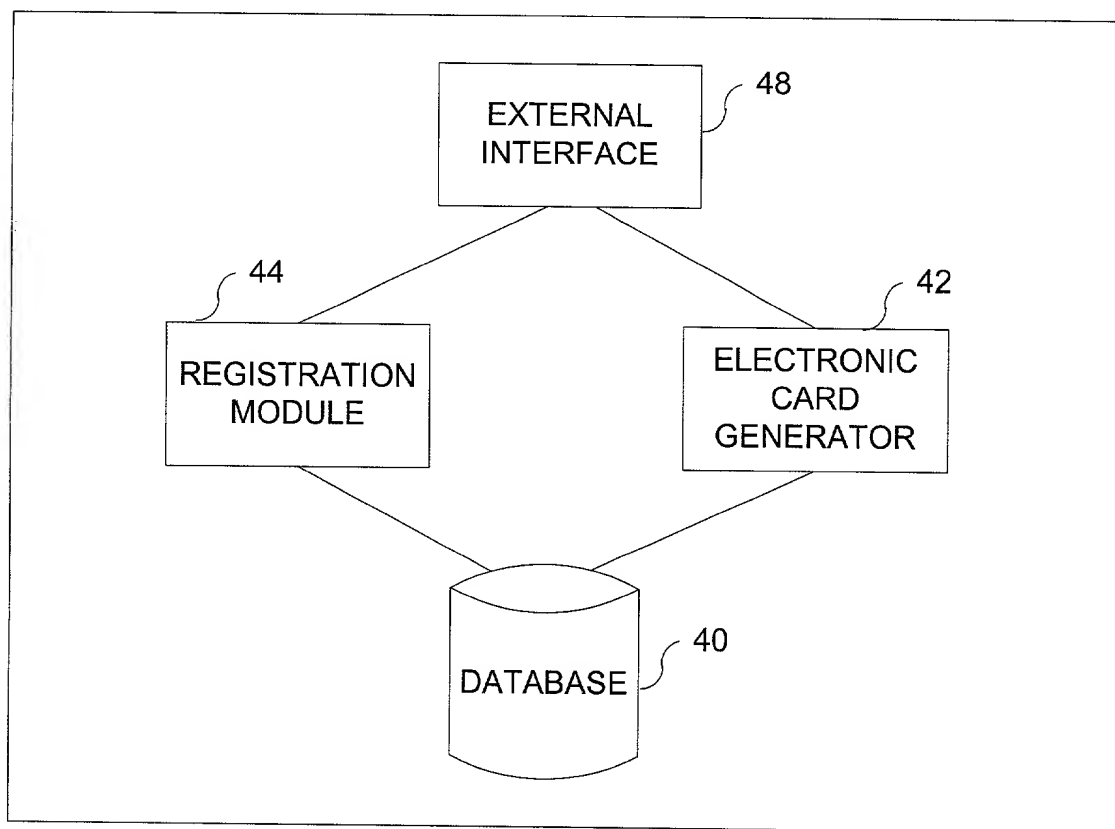 EXTERNAL
INTERFACE
48
44
REGISTRATION
MODULE
42
ELECTRONIC
CARD
GENERATOR
DATABASE
40